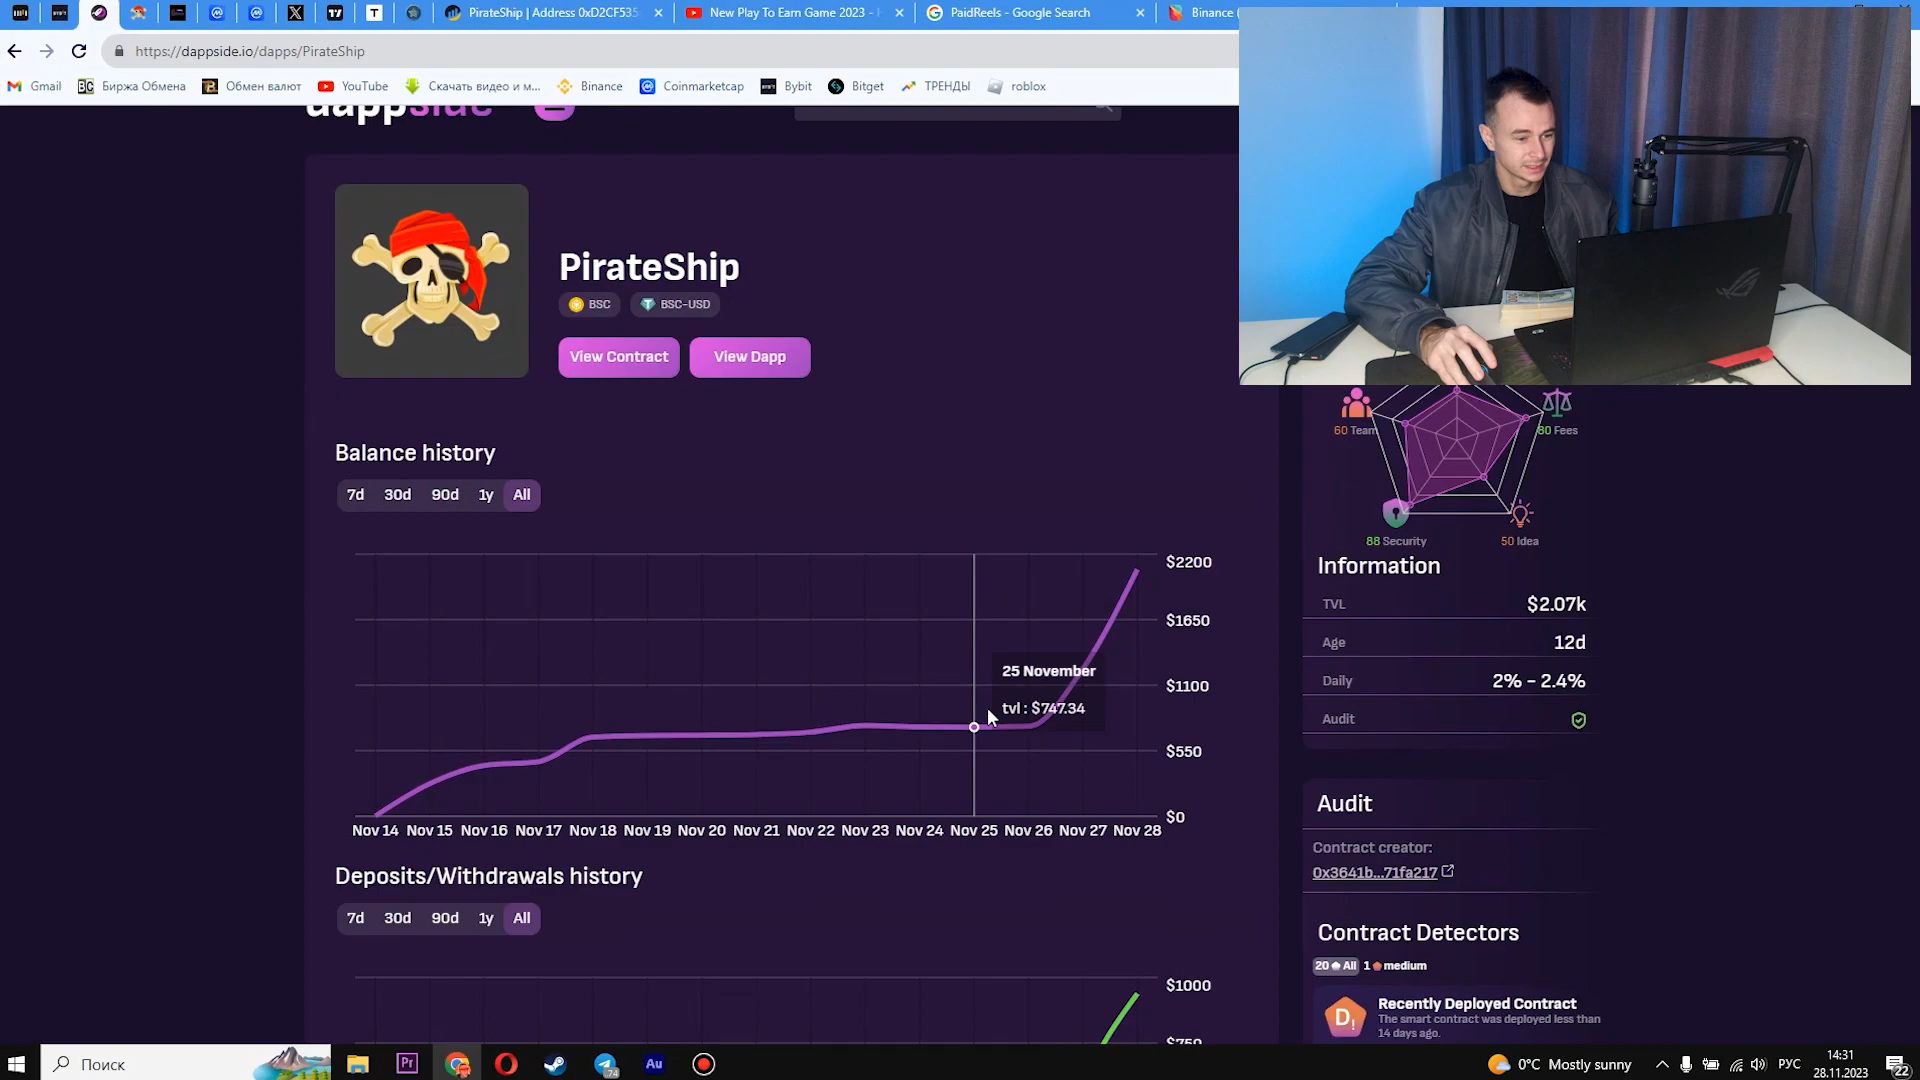 PirateShip | Address 0xD2CF535
New Play To Earn Game 2023 -
PaidReels - Google Search
Binance (
https://dappside.io/dapps/PirateShip
Gmail
Биржа Обмена
Обмен валют
YouTube
Скачать видео и м...
Binance
Coinmarketcap
Bybit
Bitget
ТРЕНДЫ
roblox
dappside
PirateShip
BSC
BSC-USD
View Contract
View Dapp
Balance history
7d 30d 90d 1y All
$2200
$1650
$1100
$550
$0
25 November
tvl : $747.34
Nov 14 Nov 15 Nov 16 Nov 17 Nov 18 Nov 19 Nov 20 Nov 21 Nov 22 Nov 23 Nov 24 Nov 25 Nov 26 Nov 27 Nov 28
Deposits/Withdrawals history
7d 30d 90d 1y All
$1000
$750
60 Team
80 Fees
88 Security
50 Idea
Information
TVL $2.07k
Age 12d
Daily 2% - 2.4%
Audit
Audit
Contract creator:
0x3641b...71fa217
Contract Detectors
20 All 1 medium
D!
Recently Deployed Contract
The smart contract was deployed less than
14 days ago.
Поиск
Pr
74
Au
0°C Mostly sunny
РУС
14:31
28.11.2023
22